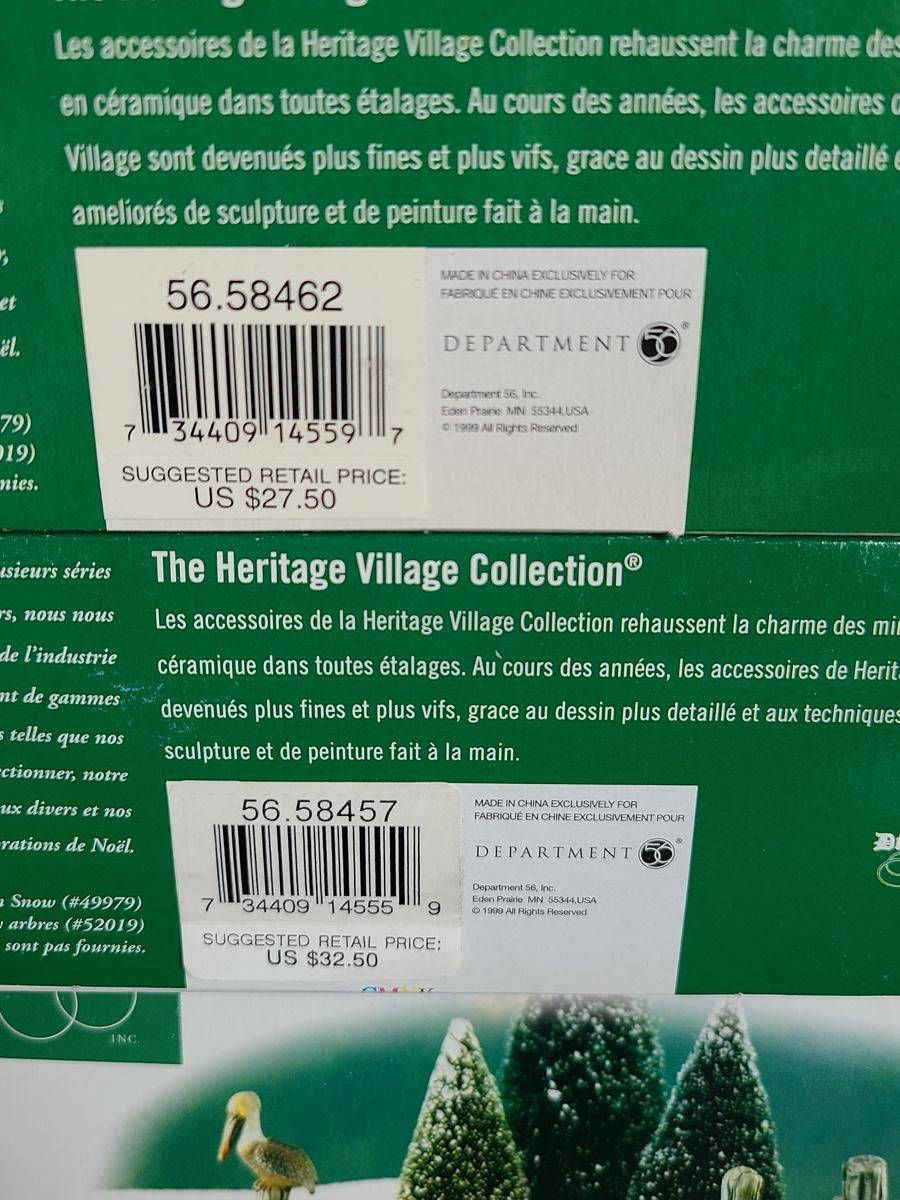 Les accessoires de la Heritage Village Collection rehaussent la charme des
en céramique dans toutes étalages. Au cours des années, les accessoires
Village sont devenués plus fines et plus vifs, grace au dessin plus detaillé
ameliorés de sculpture et de peinture fait à la main.
et
79)
019)
nies.
56.58462
7 34409 14559 7
SUGGESTED RETAIL PRICE:
US $27.50
MADE IN CHINA EXCLUSIVELY FOR
FABRIQUÉ EN CHINE EXCLUSIVEMENT POUR
DEPARTMENT 56®
Department 56, Inc.
Eden Prairie MN 55344,USA
© 1999 All Rights Reserved
usieurs séries
rs, nous nous
de l'industrie
nt de gammes
s telles que nos
ctionner, notre
ux divers et nos
rations de Noël.
n Snow (#49979)
arbres (#52019)
sont pas fournies.
The Heritage Village Collection®
Les accessoires de la Heritage Village Collection rehaussent la charme des
céramique dans toutes étalages. Au cours des années, les accessoires de Herit
devenués plus fines et plus vifs, grace au dessin plus detaillé et aux techniques
sculpture et de peinture fait à la main.
56.58457
7 34409 14555 9
SUGGESTED RETAIL PRICE:
US $32.50
MADE IN CHINA EXCLUSIVELY FOR
FABRIQUÉ EN CHINE EXCLUSIVEMENT POUR
DEPARTMENT 56®
Department 56, Inc.
Eden Prairie MN 55344,USA
© 1999 All Rights Reserved
INC.